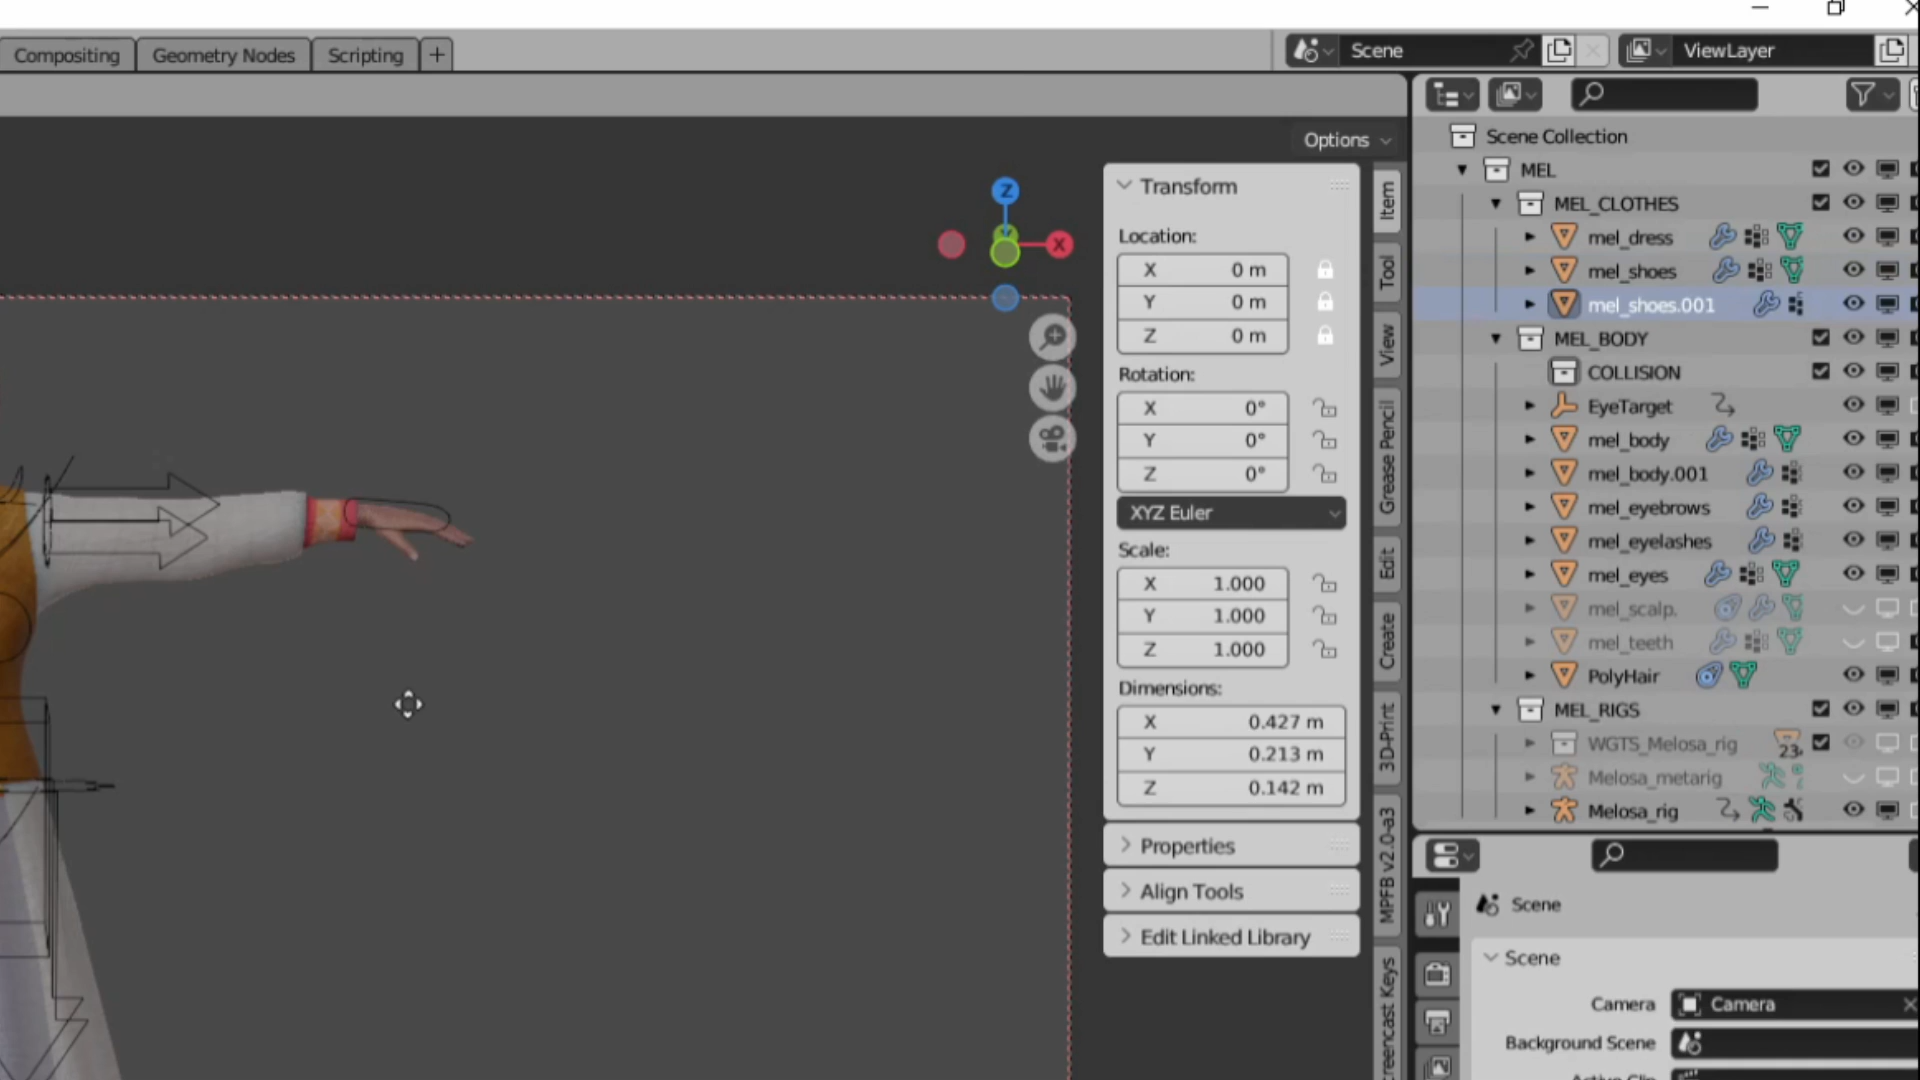 Compositing Geometry Nodes Scripting +
Scene
ViewLayer
Options
Z
X
Transform
Location:
X 0 m
Y 0 m
Z 0 m
Rotation:
X 0°
Y 0°
Z 0°
XYZ Euler
Scale:
X 1.000
Y 1.000
Z 1.000
Dimensions:
X 0.427 m
Y 0.213 m
Z 0.142 m
Properties
Align Tools
Edit Linked Library
Item
Tool
View
Grease Pencil
Edit
Create
3D-Print
MPFB v2.0-a3
Scene Collection
MEL
MEL_CLOTHES
mel_dress
mel_shoes
mel_shoes.001
MEL_BODY
COLLISION
EyeTarget
mel_body
mel_body.001
mel_eyebrows
mel_eyelashes
mel_eyes
mel_scalp.
mel_teeth
PolyHair
MEL_RIGS
WGTS_Melosa_rig 23
Melosa_metarig
Melosa_rig
Scene
Scene
Camera Camera
Background Scene